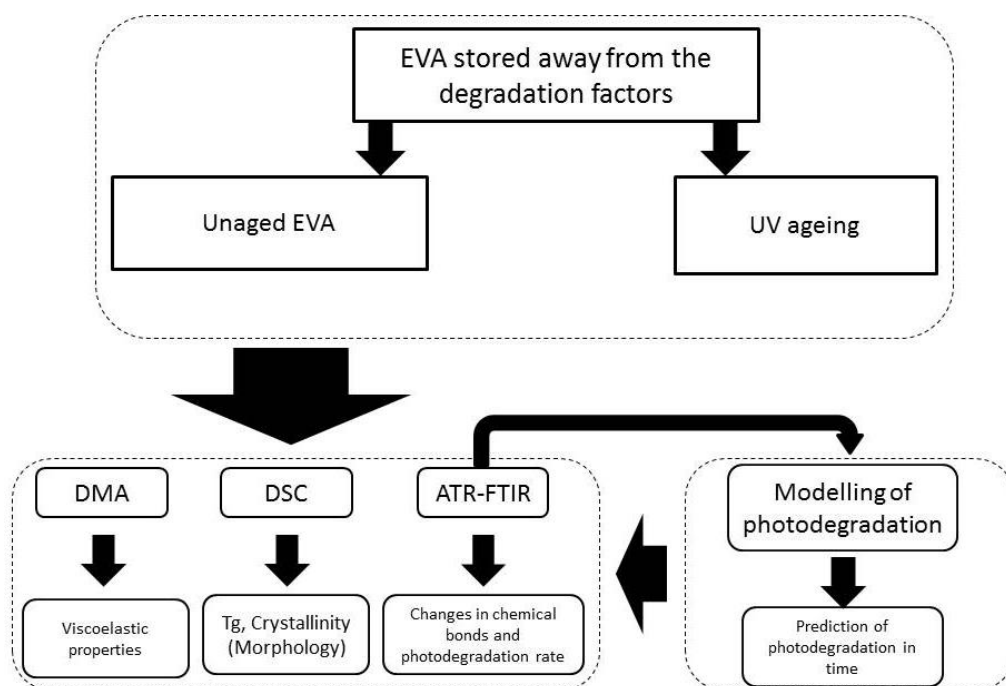 EVA stored away from the
degradation factors
Unaged EVA
UV ageing
DMA
DSC
ATR-FTIR
Modelling of
photodegradation
Viscoelastic
properties
Tg, Crystallinity
(Morphology)
Changes in chemical
bonds and
photodegradation rate
Prediction of
photodegradation in
time